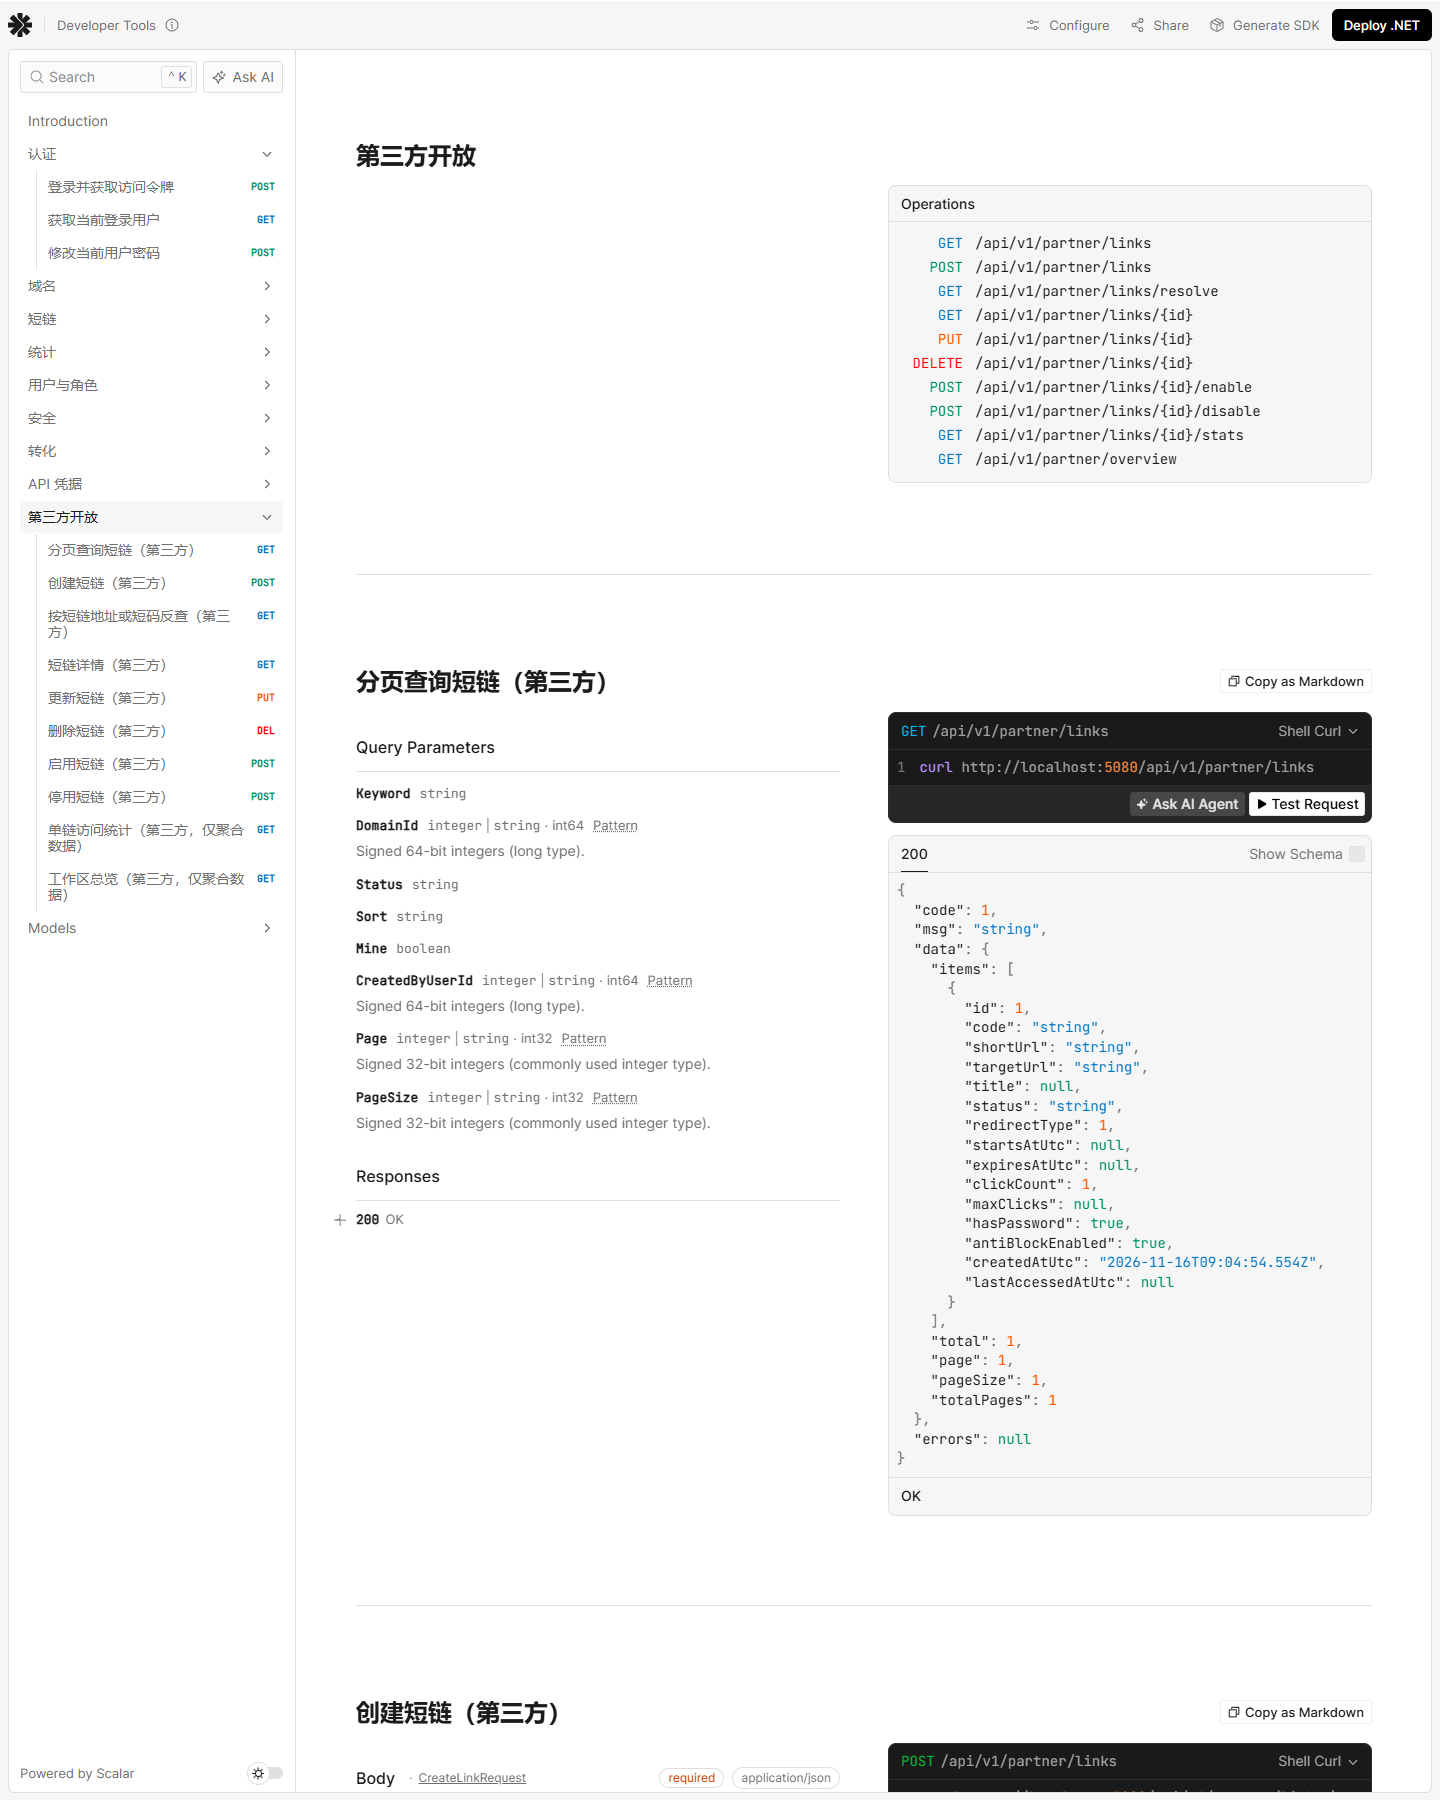 Developer Tools
Configure
Share
Generate SDK
Deploy .NET
Search
^ K
Ask AI
Introduction
认证
登录并获取访问令牌 POST
获取当前登录用户 GET
修改当前用户密码 POST
域名
短链
统计
用户与角色
安全
转化
API 凭据
第三方开放
分页查询短链（第三方） GET
创建短链（第三方） POST
按短链地址或短码反查（第三 GET
方）
短链详情（第三方） GET
更新短链（第三方） PUT
删除短链（第三方） DEL
启用短链（第三方） POST
停用短链（第三方） POST
单链访问统计（第三方，仅聚合 GET
数据）
工作区总览（第三方，仅聚合数 GET
据）
Models
Powered by Scalar
第三方开放
Operations
GET /api/v1/partner/links
POST /api/v1/partner/links
GET /api/v1/partner/links/resolve
GET /api/v1/partner/links/{id}
PUT /api/v1/partner/links/{id}
DELETE /api/v1/partner/links/{id}
POST /api/v1/partner/links/{id}/enable
POST /api/v1/partner/links/{id}/disable
GET /api/v1/partner/links/{id}/stats
GET /api/v1/partner/overview
分页查询短链（第三方）
Copy as Markdown
Query Parameters
Keyword string
DomainId integer | string · int64 Pattern
Signed 64-bit integers (long type).
Status string
Sort string
Mine boolean
CreatedByUserId integer | string · int64 Pattern
Signed 64-bit integers (long type).
Page integer | string · int32 Pattern
Signed 32-bit integers (commonly used integer type).
PageSize integer | string · int32 Pattern
Signed 32-bit integers (commonly used integer type).
Responses
200 OK
GET /api/v1/partner/links
Shell Curl
1 curl http://localhost:5080/api/v1/partner/links
Ask AI Agent
Test Request
200
Show Schema
{
"code": 1,
"msg": "string",
"data": {
"items": [
{
"id": 1,
"code": "string",
"shortUrl": "string",
"targetUrl": "string",
"title": null,
"status": "string",
"redirectType": 1,
"startsAtUtc": null,
"expiresAtUtc": null,
"clickCount": 1,
"maxClicks": null,
"hasPassword": true,
"antiBlockEnabled": true,
"createdAtUtc": "2026-11-16T09:04:54.554Z",
"lastAccessedAtUtc": null
}
],
"total": 1,
"page": 1,
"pageSize": 1,
"totalPages": 1
},
"errors": null
}
OK
创建短链（第三方）
Copy as Markdown
Body · CreateLinkRequest
required
application/json
POST /api/v1/partner/links
Shell Curl